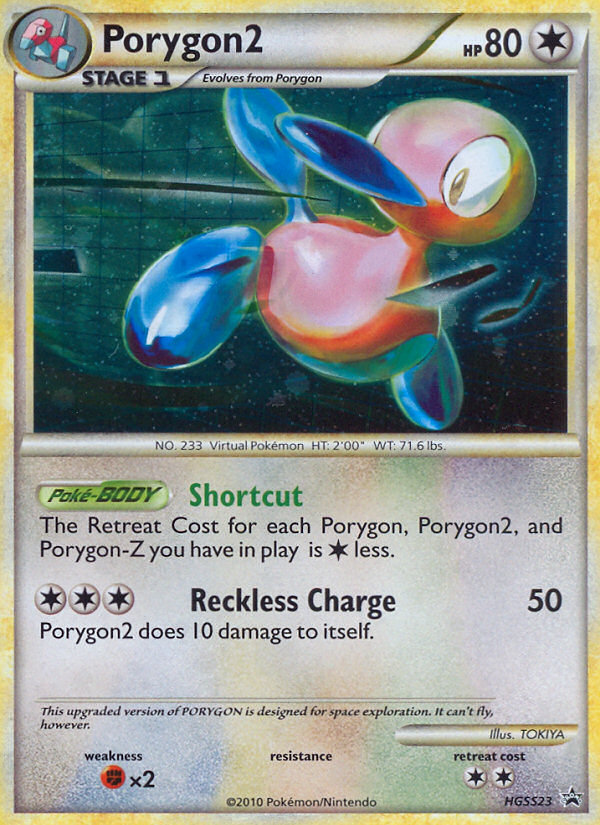 Porygon2
HP 80
STAGE 1
Evolves from Porygon
NO. 233 Virtual Pokémon HT: 2'00" WT: 71.6 lbs.
Poké-BODY Shortcut
The Retreat Cost for each Porygon, Porygon2, and
Porygon-Z you have in play is less.
Reckless Charge 50
Porygon2 does 10 damage to itself.
This upgraded version of PORYGON is designed for space exploration. It can't fly,
however.
Illus. TOKIYA
weakness resistance retreat cost
×2
©2010 Pokémon/Nintendo HGSS23